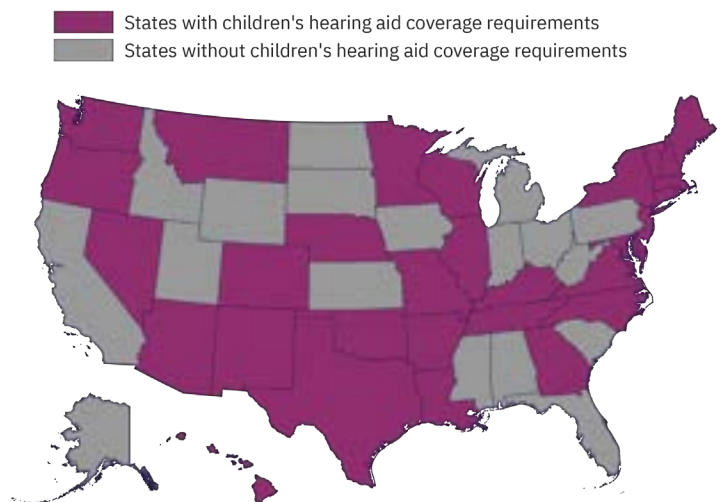 States with children's hearing aid coverage requirements
States without children's hearing aid coverage requirements